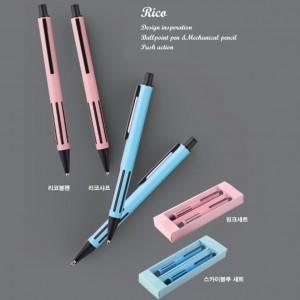 Rico
Design insperation
Ballpoint pen &Mechanical pencil
Push action
리코볼펜
리코샤프
핑크세트
스카이블루 세트